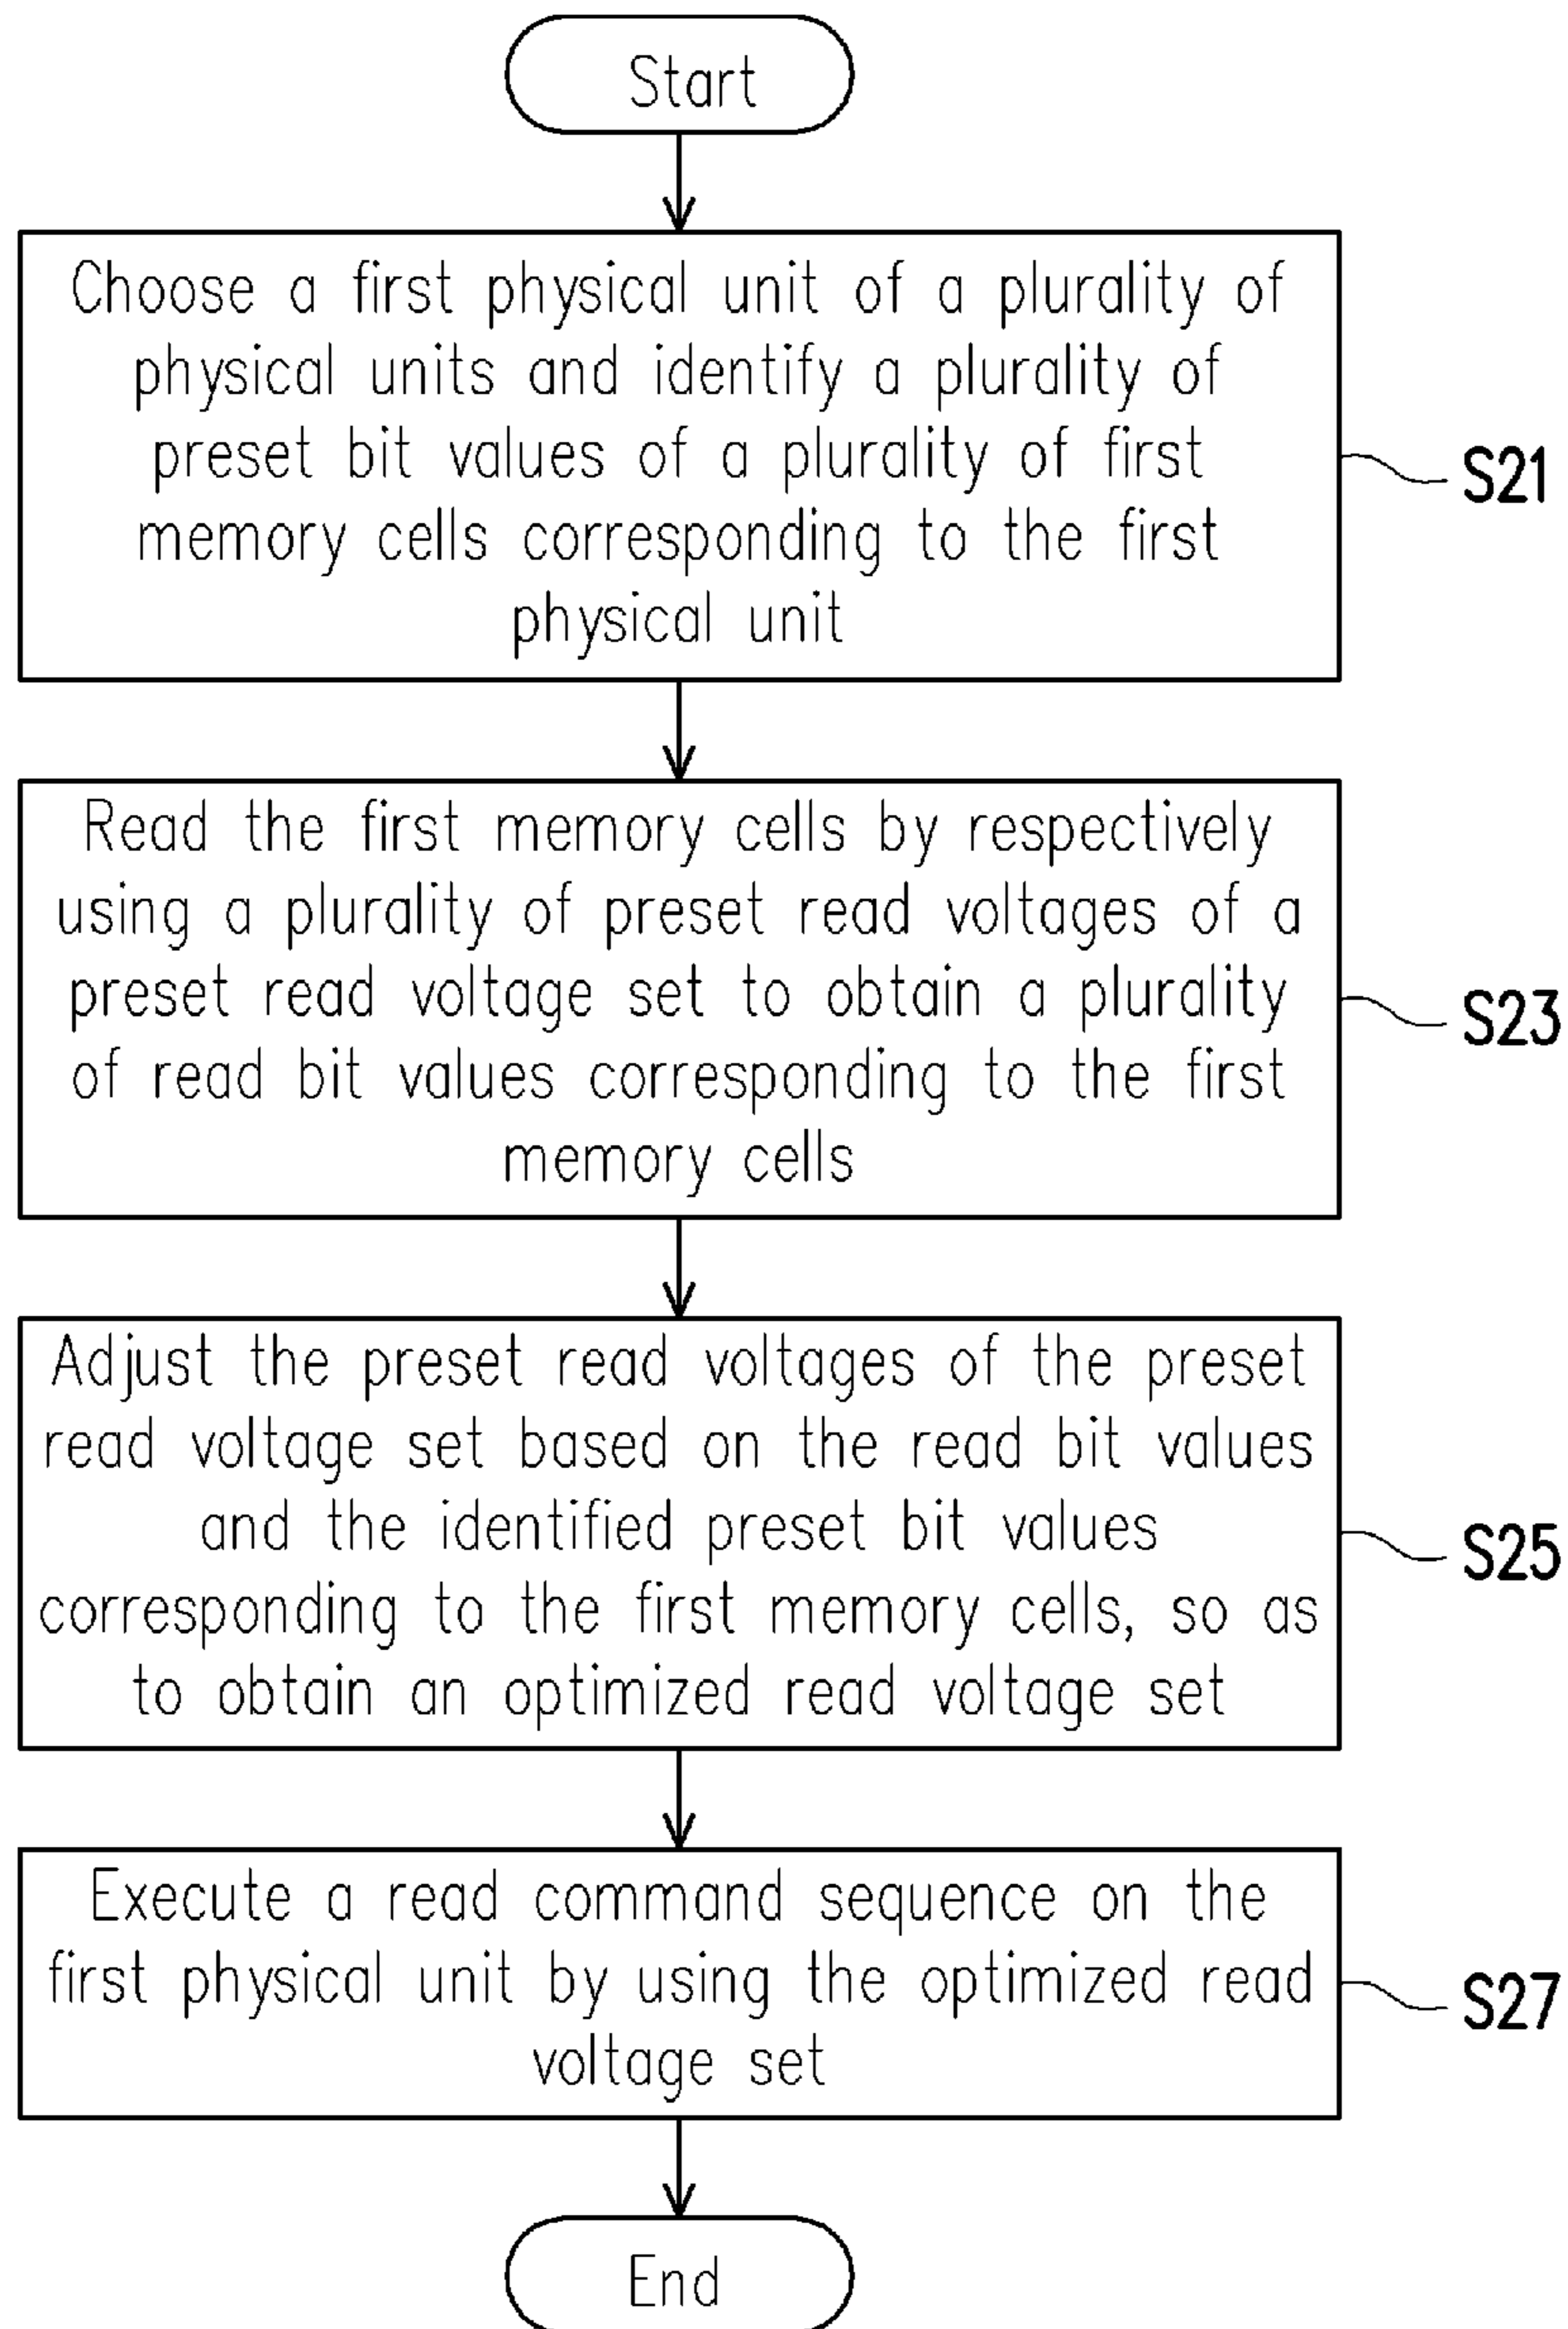 Start
Choose a first physical unit of a plurality of
physical units and identify a plurality of
preset bit values of a plurality of first
memory cells corresponding to the first
physical unit
S21
Read the first memory cells by respectively
using a plurality of preset read voltages of a
preset read voltage set to obtain a plurality
of read bit values corresponding to the first
memory cells
S23
Adjust the preset read voltages of the preset
read voltage set based on the read bit values
and the identified preset bit values
corresponding to the first memory cells, so as
to obtain an optimized read voltage set
S25
Execute a read command sequence on the
first physical unit by using the optimized read
voltage set
S27
End